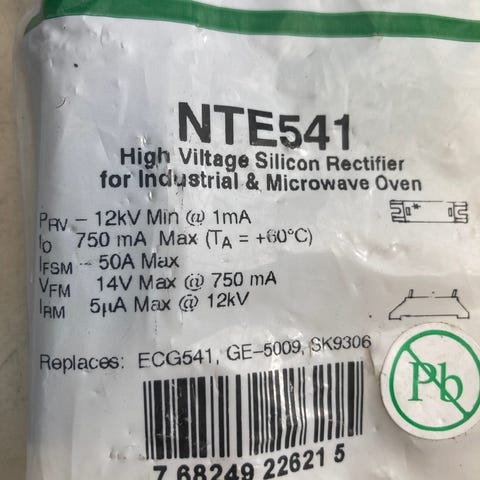 NTE541
High Viltage Silicon Rectifier
for Industrial & Microwave Oven
PRV – 12kV Min @ 1mA
IO 750 mA Max (TA = +60°C)
IFSM – 50A Max
VFM 14V Max @ 750 mA
IRM 5µA Max @ 12kV
Replaces: ECG541, GE-5009, SK9306
Pb
7 68249 22621 5